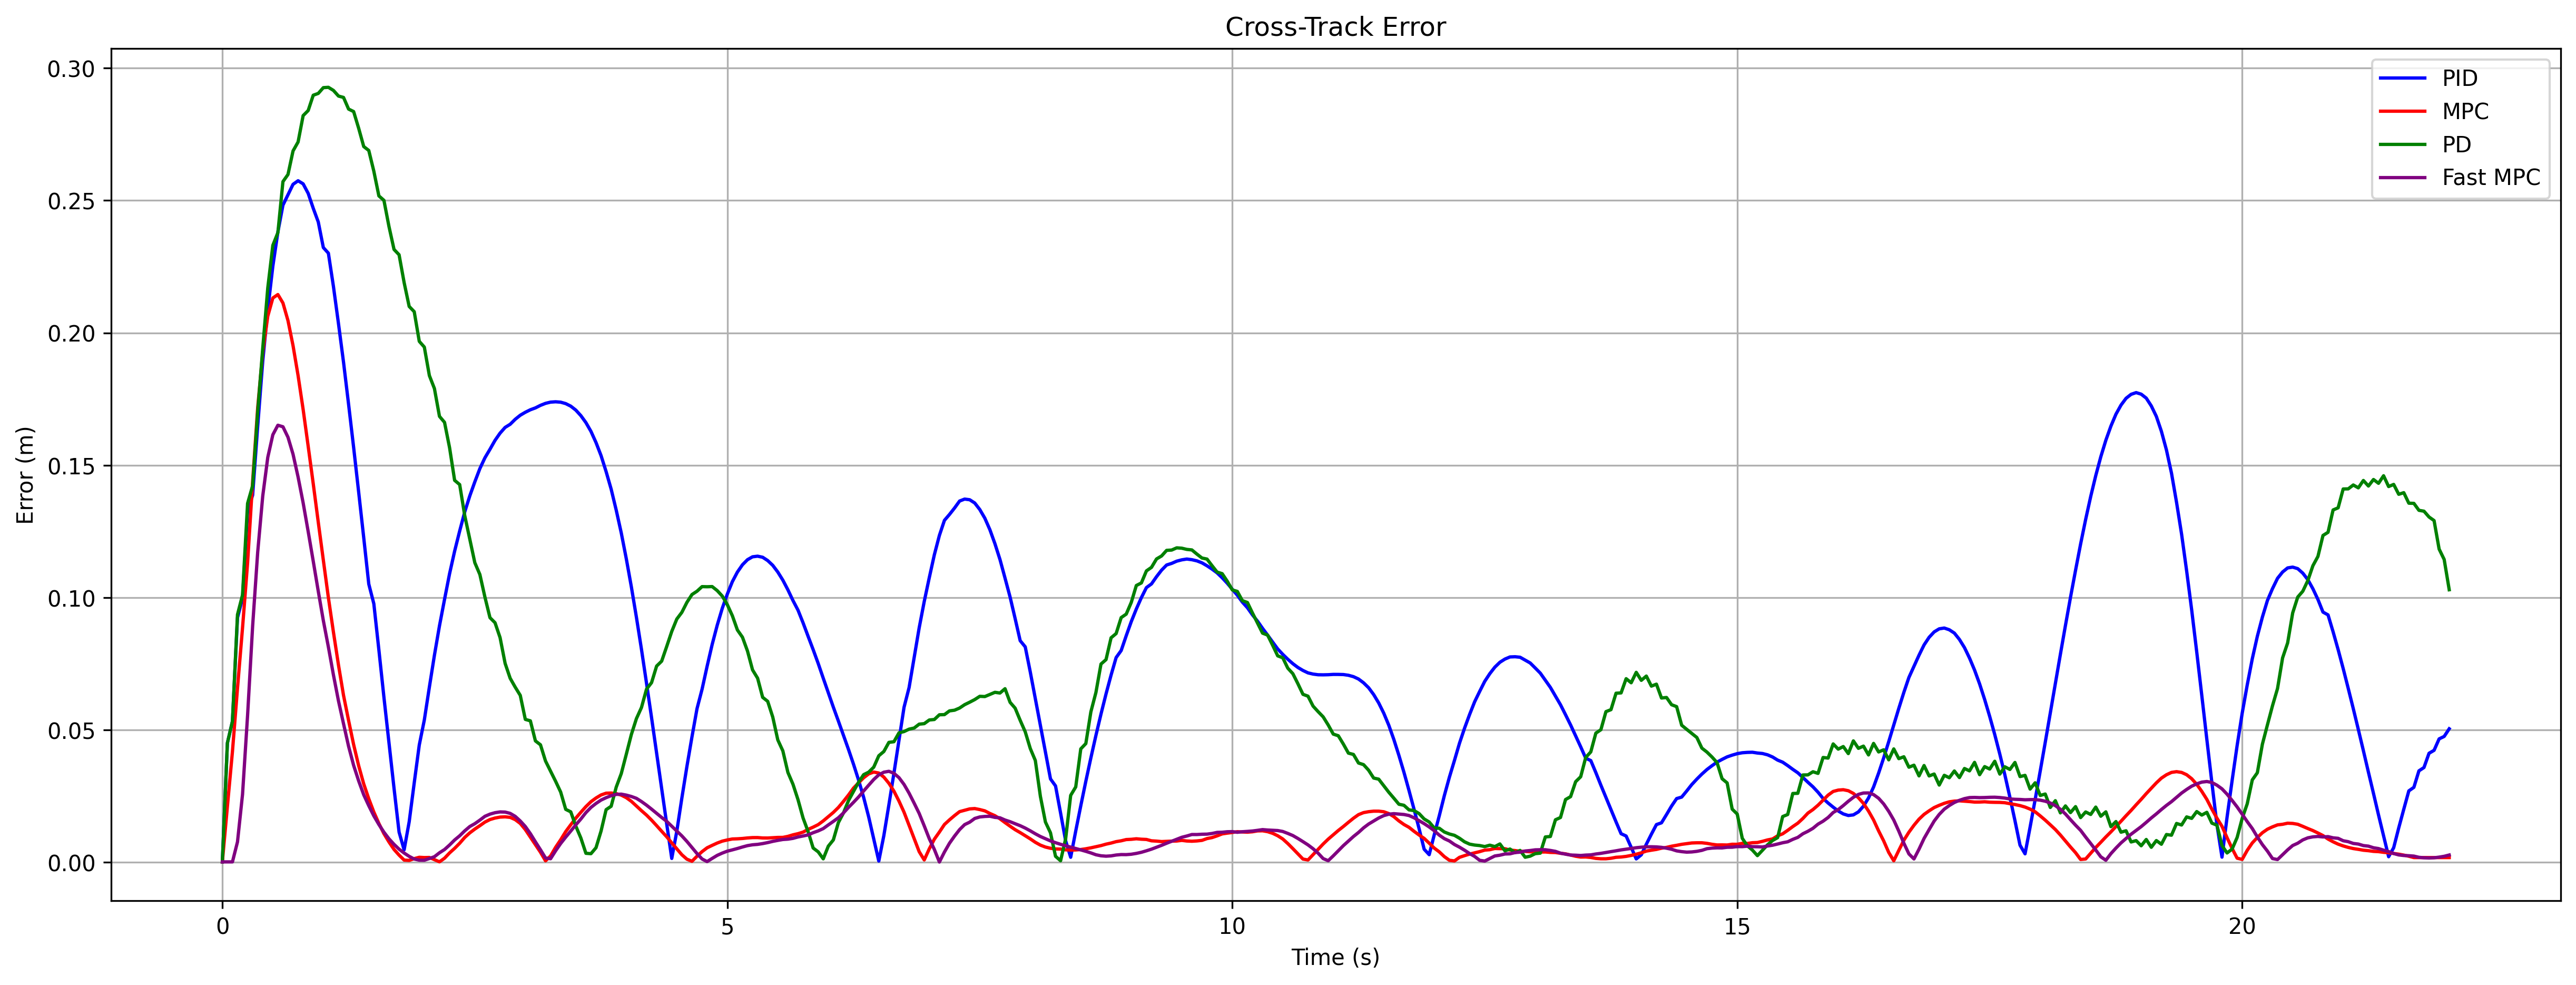 Cross-Track Error
PID
MPC
PD
Fast MPC
Error (m)
0.30
0.25
0.20
0.15
0.10
0.05
0.00
0 5 10 15 20
Time (s)